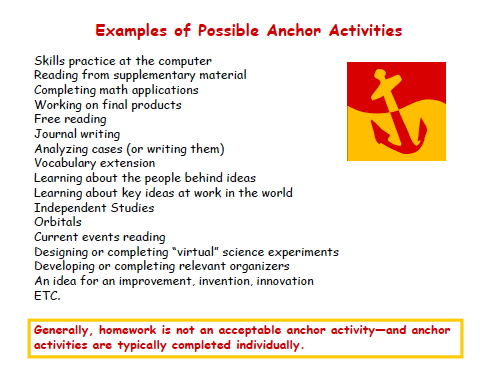 Examples of Possible Anchor Activities
Skills practice at the computer
Reading from supplementary material
Completing math applications
Working on final products
Free reading
Journal writing
Analyzing cases (or writing them)
Vocabulary extension
Learning about the people behind ideas
Learning about key ideas at work in the world
Independent Studies
Orbitals
Current events reading
Designing or completing “virtual” science experiments
Developing or completing relevant organizers
An idea for an improvement, invention, innovation
ETC.
Generally, homework is not an acceptable anchor activity—and anchor
activities are typically completed individually.